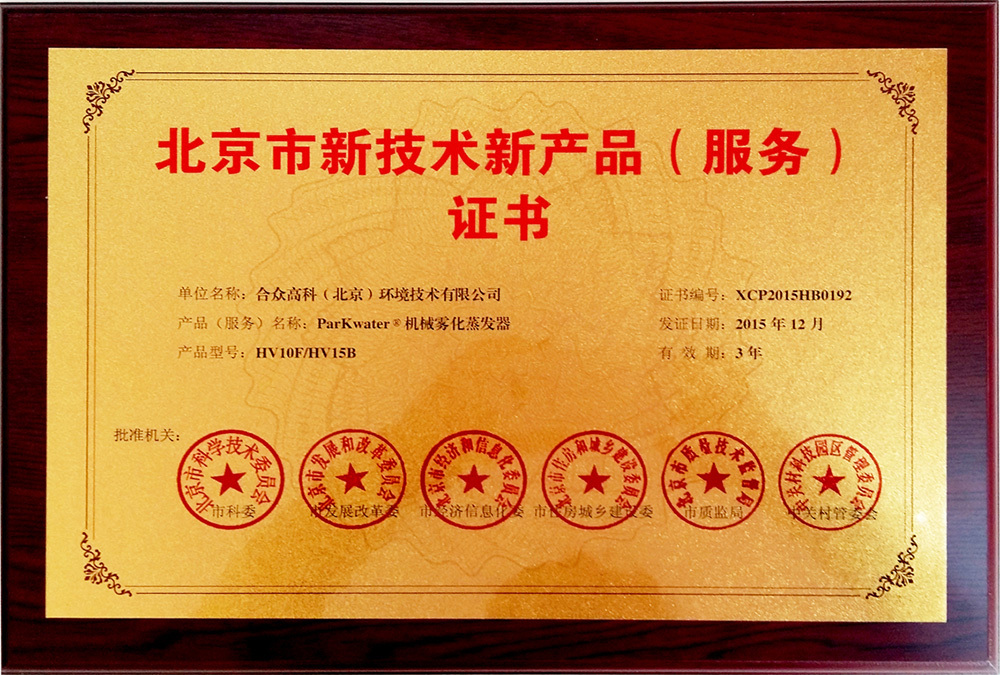 北京市新技术新产品（服务）
证书
单位名称：合众高科（北京）环境技术有限公司
证书编号：XCP2015HB0192
产品（服务）名称：ParKwater®机械雾化蒸发器
发证日期：2015年12月
产品型号：HV10F/HV15B
有 效 期：3年
批准机关：
北京市科学技术委员会
市科委
北京市发展和改革委员会
市发展改革委
北京市经济和信息化委员会
市经济信息化委
北京市住房和城乡建设委员会
市住房城乡建设委
北京市质量技术监督局
市质监局
中关村科技园区管理委员会
中关村管委会